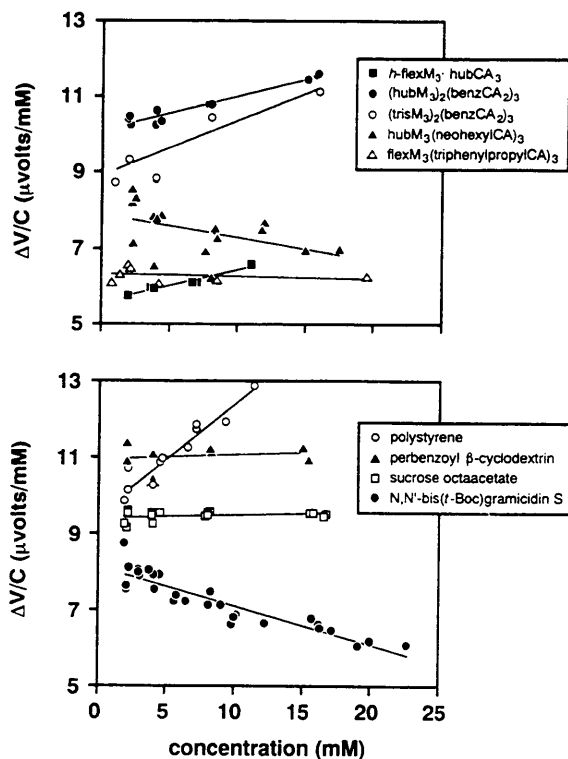 13
11
9
7
5
ΔV/C (μvolts/mM)
h-flexM₃· hubCA₃
(hubM₃)₂(benzCA₂)₃
(trisM₃)₂(benzCA₂)₃
hubM₃(neohexylCA)₃
flexM₃(triphenylpropylCA)₃
13
11
9
7
5
ΔV/C (μvolts/mM)
polystyrene
perbenzoyl β-cyclodextrin
sucrose octaacetate
N,N'-bis(t-Boc)gramicidin S
0 5 10 15 20 25
concentration (mM)